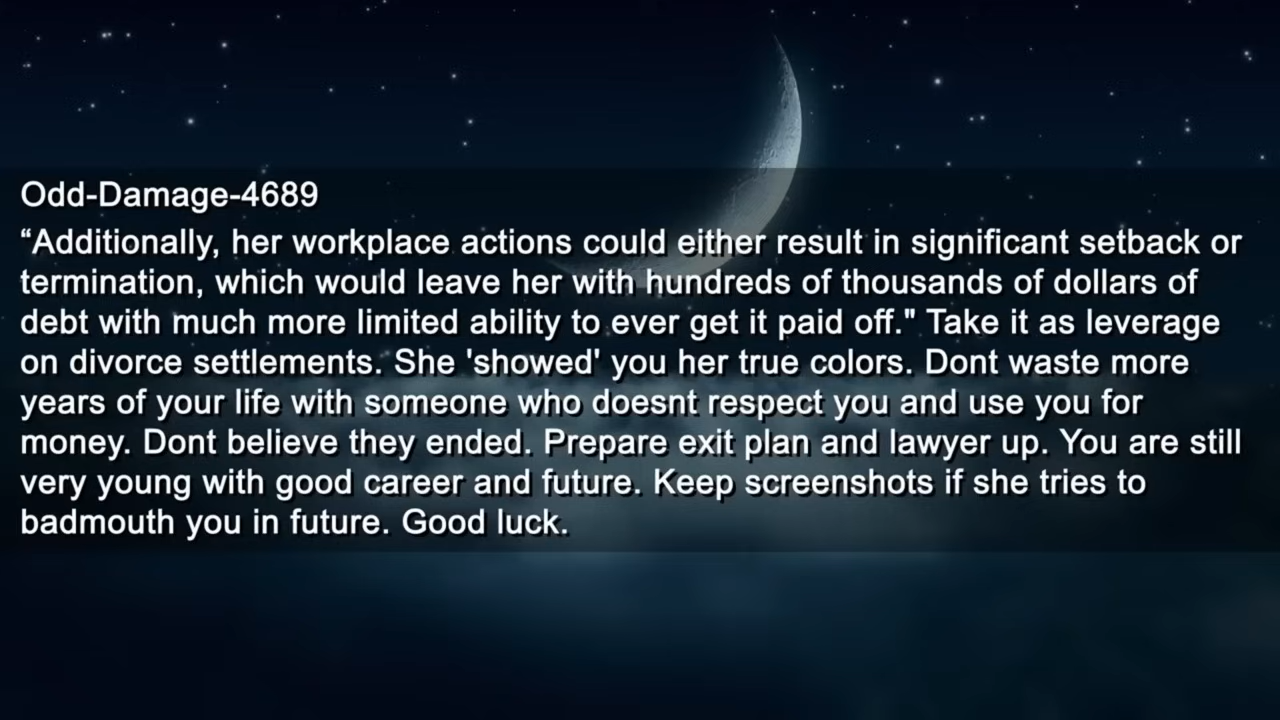 Odd-Damage-4689
“Additionally, her workplace actions could either result in significant setback or
termination, which would leave her with hundreds of thousands of dollars of
debt with much more limited ability to ever get it paid off." Take it as leverage
on divorce settlements. She 'showed' you her true colors. Dont waste more
years of your life with someone who doesnt respect you and use you for
money. Dont believe they ended. Prepare exit plan and lawyer up. You are still
very young with good career and future. Keep screenshots if she tries to
badmouth you in future. Good luck.